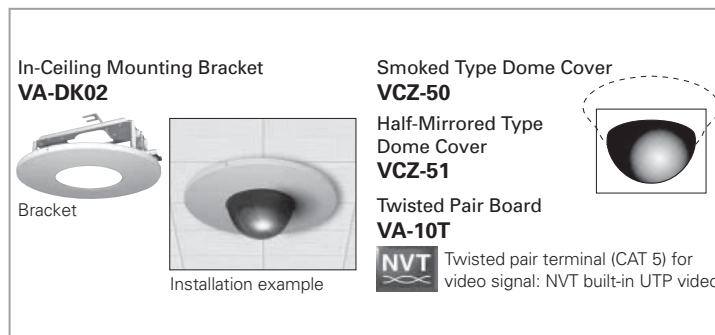 In-Ceiling Mounting Bracket
VA-DK02
Bracket
Installation example
Smoked Type Dome Cover
VCZ-50
Half-Mirrored Type
Dome Cover
VCZ-51
Twisted Pair Board
VA-10T
NVT
Twisted pair terminal (CAT 5) for
video signal: NVT built-in UTP video